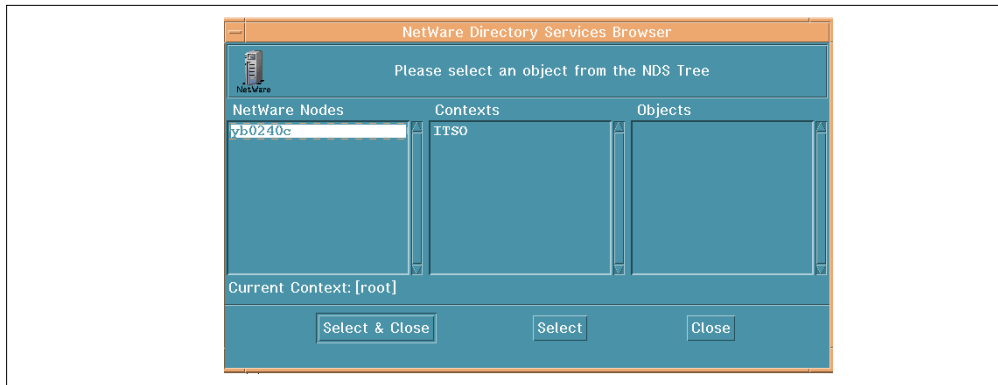 NetWare Directory Services Browser
NetWare
Please select an object from the NDS Tree
NetWare Nodes Contexts Objects
yb0240c ITSO
Current Context: [root]
Select & Close Select Close